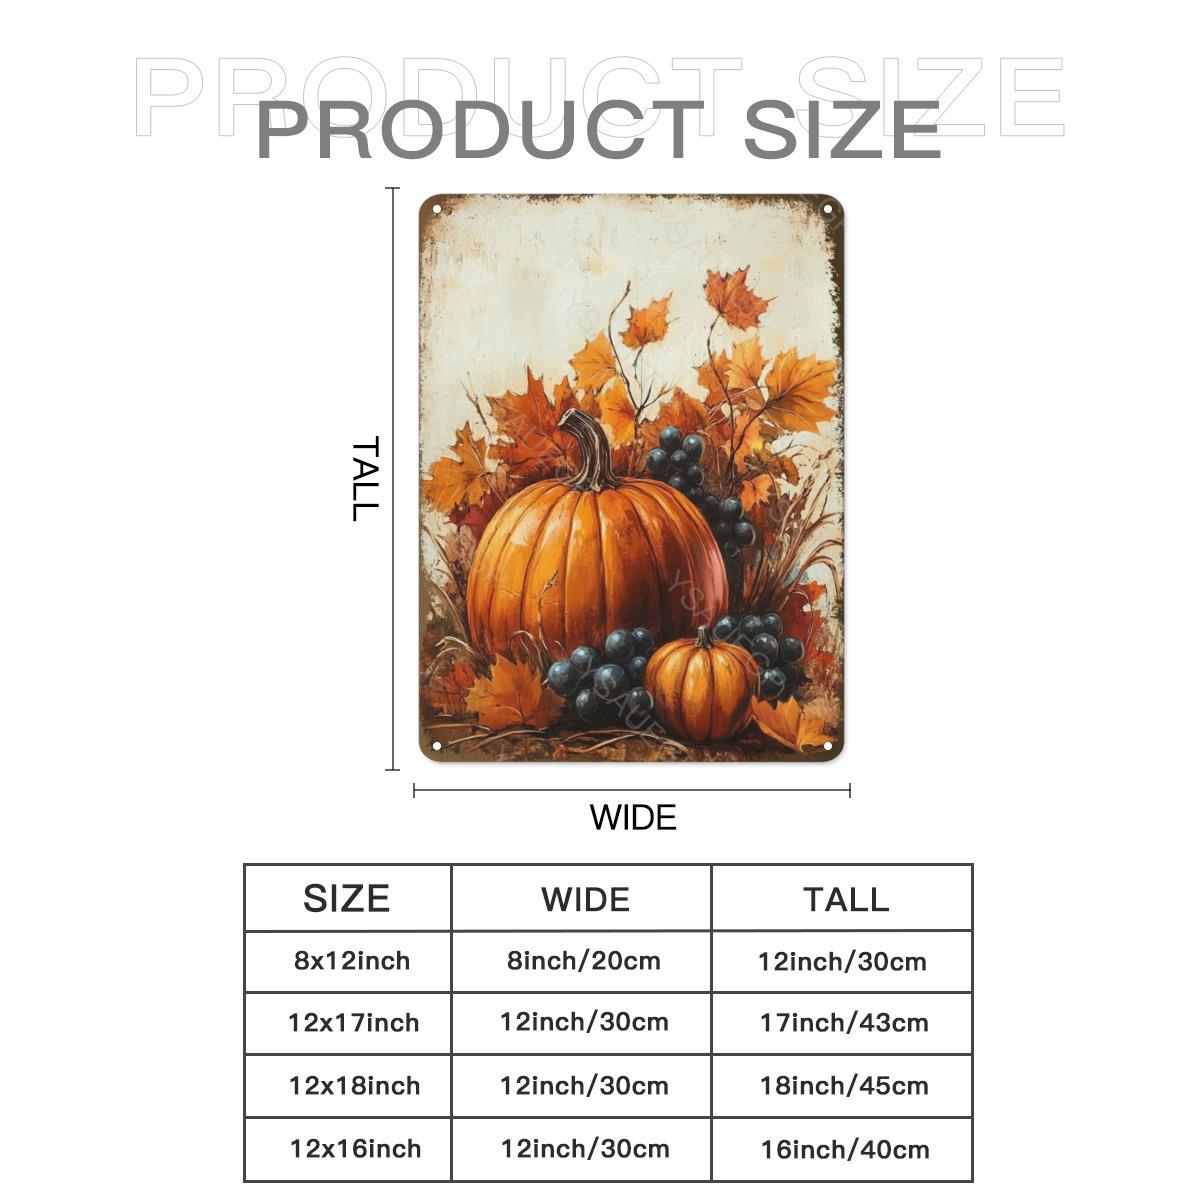 PRODUCT SIZE
PRODUCT SIZE
TALL
WIDE
SIZE WIDE TALL
8x12inch 8inch/20cm 12inch/30cm
12x17inch 12inch/30cm 17inch/43cm
12x18inch 12inch/30cm 18inch/45cm
12x16inch 12inch/30cm 16inch/40cm